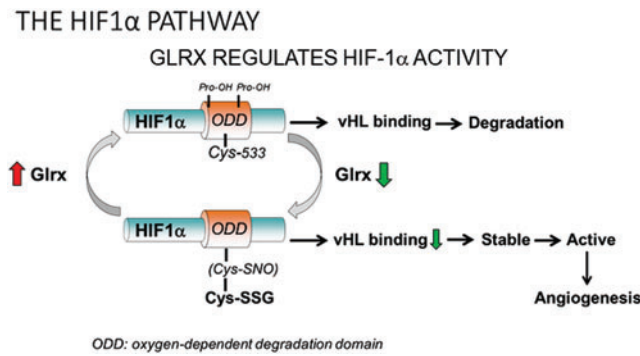 THE HIF1α PATHWAY
GLRX REGULATES HIF-1α ACTIVITY
Pro-OH Pro-OH
HIF1α ODD vHL binding Degradation
Cys-533
Glrx Glrx
HIF1α ODD vHL binding Stable Active
(Cys-SNO)
Cys-SSG
Angiogenesis
ODD: oxygen-dependent degradation domain